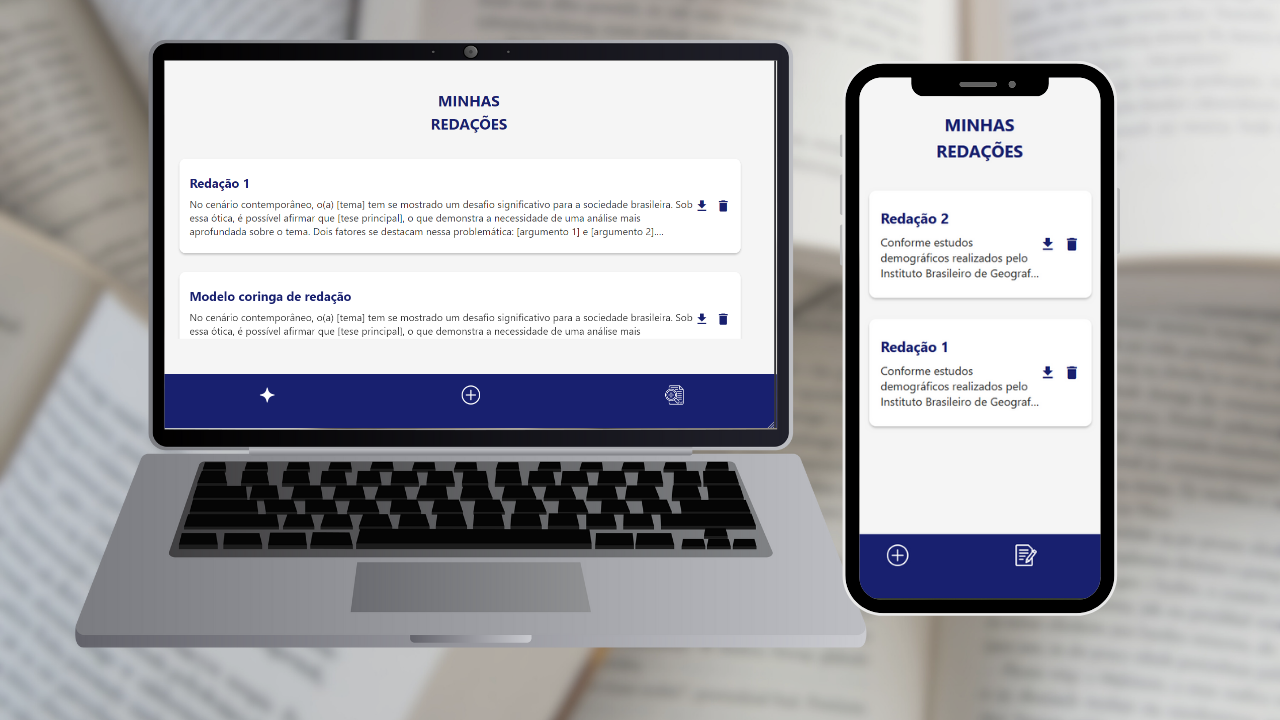 MINHAS
REDAÇÕES
Redação 1
No cenário contemporâneo, o(a) [tema] tem se mostrado um desafio significativo para a sociedade brasileira. Sob
essa ótica, é possível afirmar que [tese principal], o que demonstra a necessidade de uma análise mais
aprofundada sobre o tema. Dois fatores se destacam nessa problemática: [argumento 1] e [argumento 2]....
Modelo coringa de redação
No cenário contemporâneo, o(a) [tema] tem se mostrado um desafio significativo para a sociedade brasileira. Sob
essa ótica, é possível afirmar que [tese principal], o que demonstra a necessidade de uma análise mais
MINHAS
REDAÇÕES
Redação 2
Conforme estudos
demográficos realizados pelo
Instituto Brasileiro de Geograf...
Redação 1
Conforme estudos
demográficos realizados pelo
Instituto Brasileiro de Geograf...